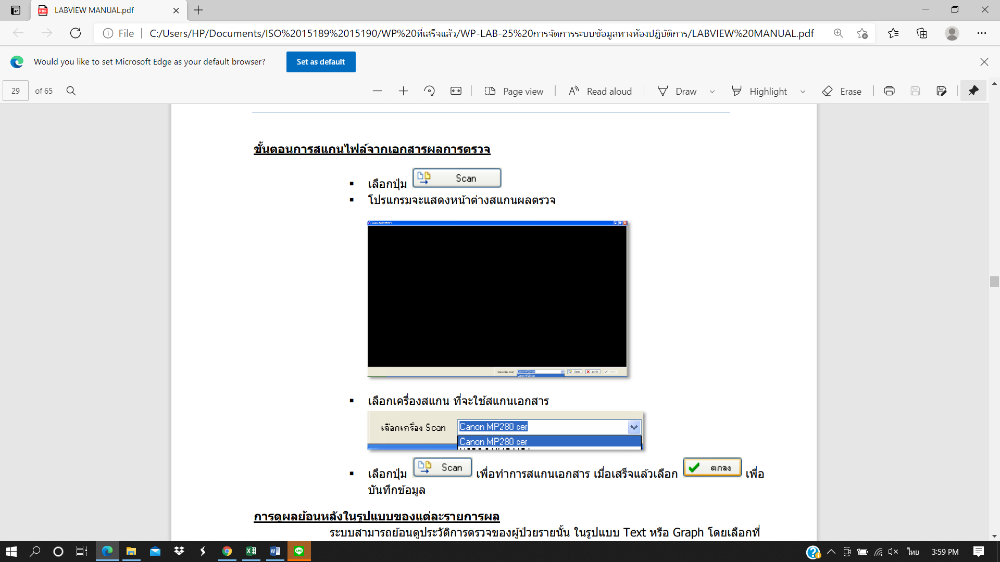 LABVIEW MANUAL.pdf
File
C:/Users/HP/Documents/ISO%2015189%2015190/WP%20ที่เสร็จแล้ว/WP-LAB-25%20การจัดการระบบข้อมูลทางห้องปฏิบัติการ/LABVIEW%20MANUAL.pdf
Would you like to set Microsoft Edge as your default browser?
Set as default
29 of 65
Page view
Read aloud
Draw
Highlight
Erase
ขั้นตอนการสแกนไฟล์จากเอกสารผลการตรวจ
เลือกปุ่ม Scan
โปรแกรมจะแสดงหน้าต่างสแกนผลตรวจ
เลือกเครื่องสแกน ที่จะใช้สแกนเอกสาร
เลือกเครื่อง Scan Canon MP280 ser
Canon MP280 ser
เลือกปุ่ม Scan เพื่อทำการสแกนเอกสาร เมื่อเสร็จแล้วเลือก ตกลง เพื่อ
บันทึกข้อมูล
การดูผลย้อนหลังในรูปแบบของแต่ละรายการผล
ระบบสามารถย้อนดูประวัติการตรวจของผู้ป่วยรายนั้น ในรูปแบบ Text หรือ Graph โดยเลือกที่
ไทย
3:59 PM